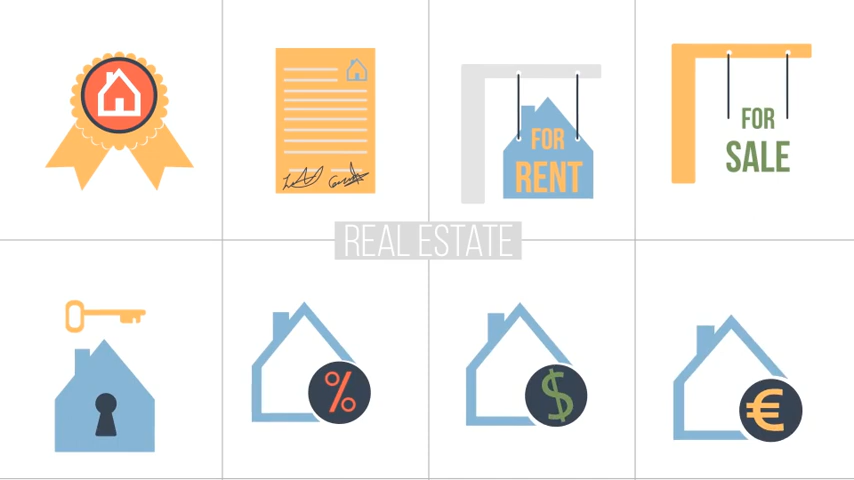 FOR
RENT
FOR
SALE
REAL ESTATE
%
$
€